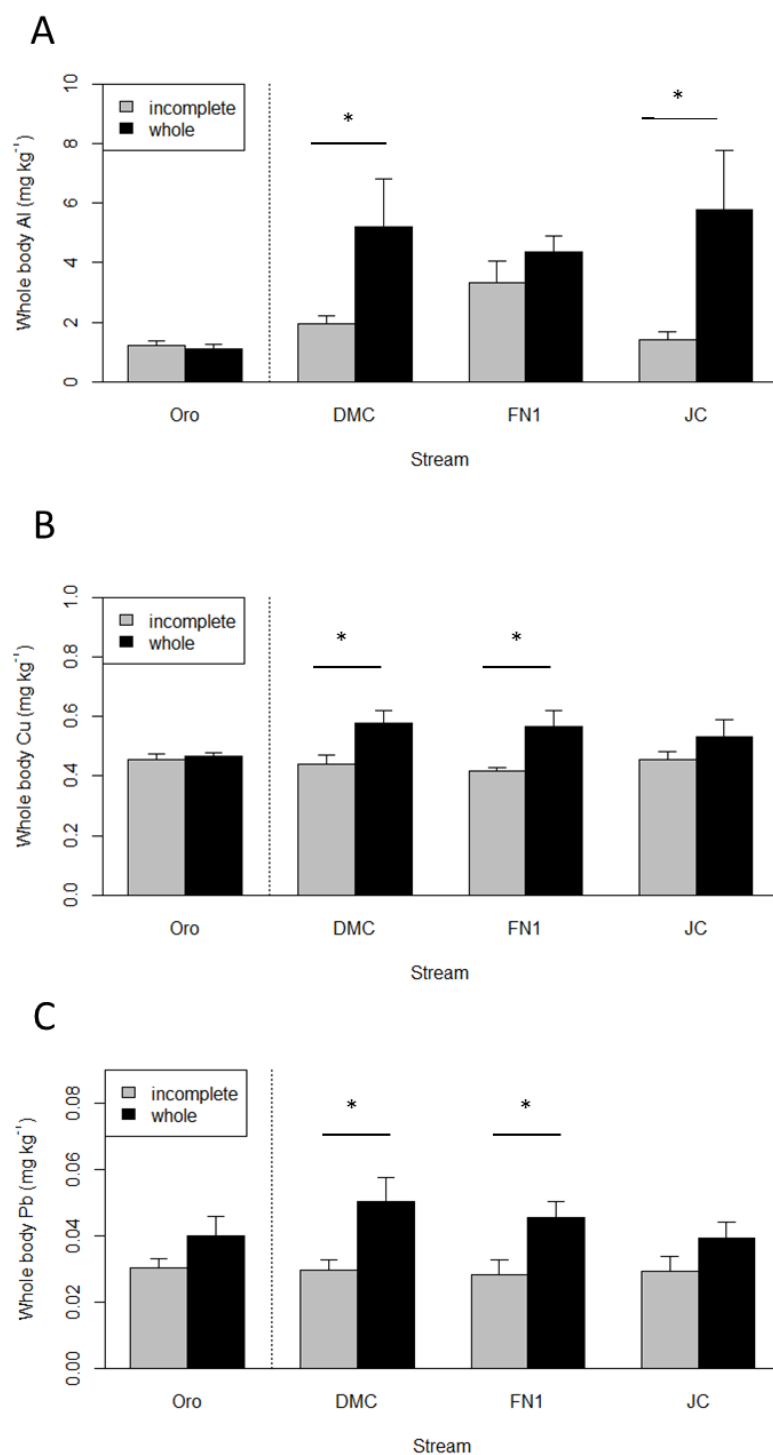 A
Whole body Al (mg kg⁻¹)
10
8
6
4
2
0
incomplete
whole
*
*
Oro DMC FN1 JC
Stream
B
Whole body Cu (mg kg⁻¹)
1.0
0.8
0.6
0.4
0.2
0.0
incomplete
whole
*
*
Oro DMC FN1 JC
Stream
C
Whole body Pb (mg kg⁻¹)
0.08
0.06
0.04
0.02
0.00
incomplete
whole
*
*
Oro DMC FN1 JC
Stream